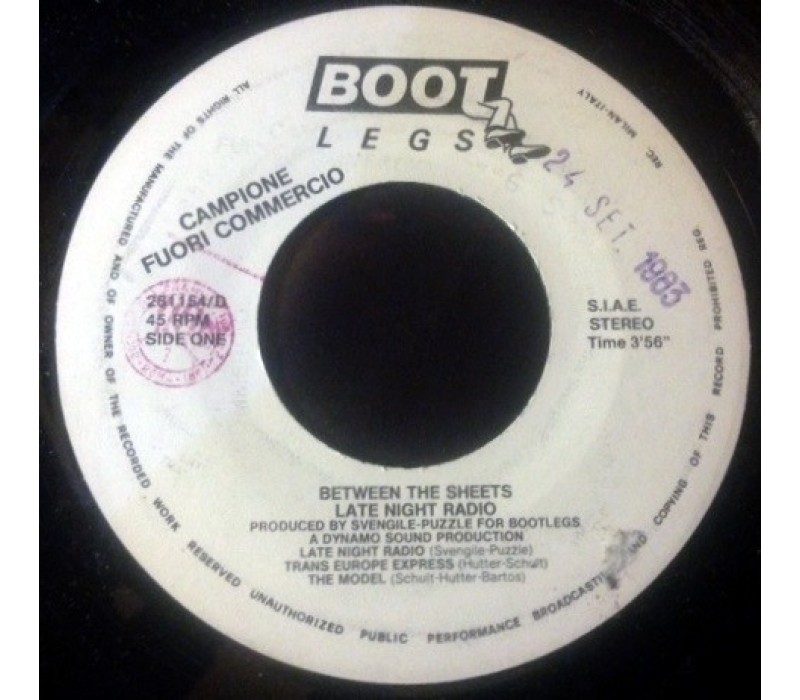 BOOT
LEGS
CAMPIONE
FUORI COMMERCIO
24 SET. 1983
281154/D
45 RPM
SIDE ONE
S.I.A.E.
STEREO
Time 3'56"
BETWEEN THE SHEETS
LATE NIGHT RADIO
PRODUCED BY SVENGILE-PUZZLE FOR BOOTLEGS
A DYNAMO SOUND PRODUCTION
LATE NIGHT RADIO (Svengile-Puzzle)
TRANS EUROPE EXPRESS (Hutter-Schult)
THE MODEL (Schult-Hutter-Bartos)
ALL RIGHTS OF THE MANUFACTURED AND OF OWNER OF THE RECORDED WORK RESERVED UNAUTHORIZED PUBLIC PERFORMANCE BROADCASTING AND COPYING OF THIS RECORD PROHIBITED REG.
REC. MILAN-ITALY